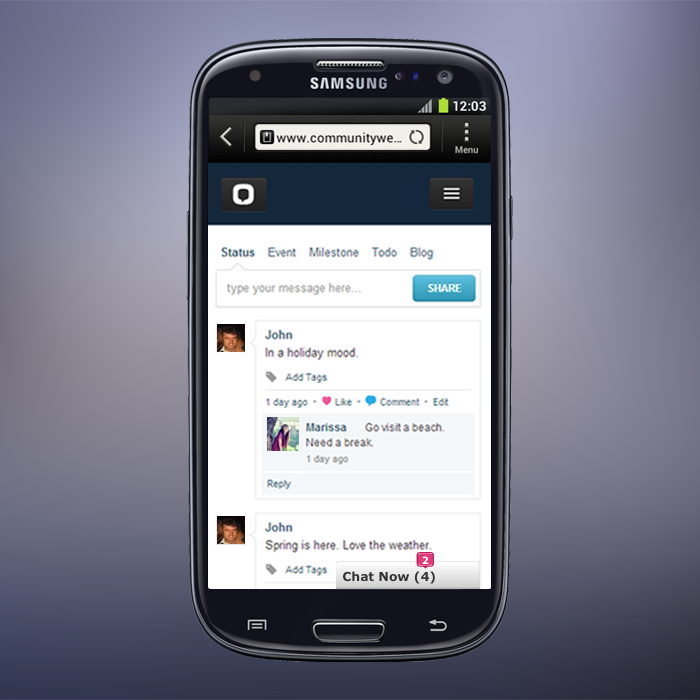 SAMSUNG
12:03
www.communitywe...
Menu
Status Event Milestone Todo Blog
type your message here...
SHARE
John
In a holiday mood.
Add Tags
1 day ago • Like • Comment • Edit
Marissa Go visit a beach.
Need a break.
1 day ago
Reply
John
Spring is here. Love the weather.
Add Tags
2
Chat Now (4)